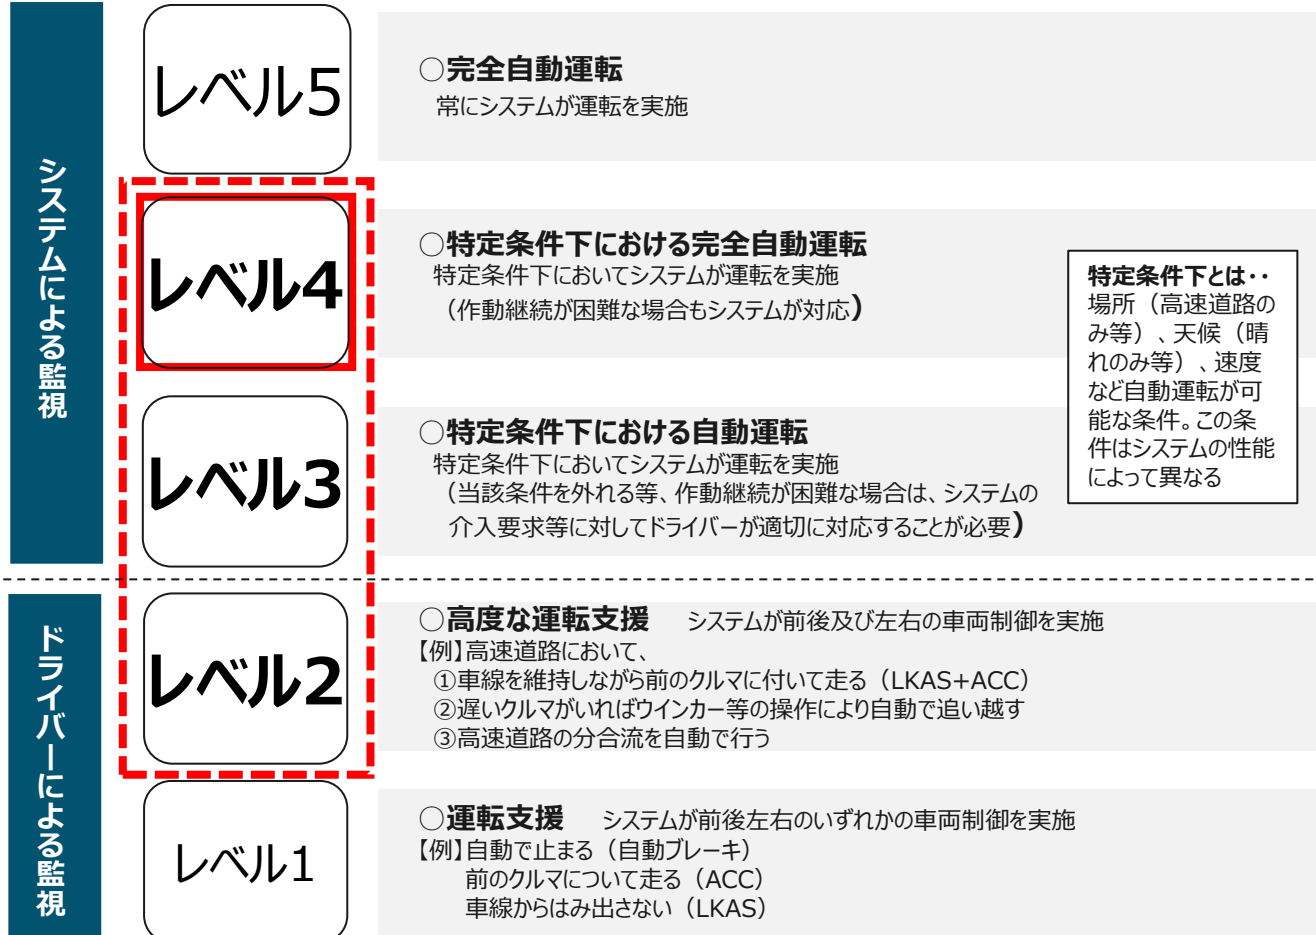 システムによる監視
レベル5
○完全自動運転
常にシステムが運転を実施
レベル4
○特定条件下における完全自動運転
特定条件下においてシステムが運転を実施
（作動継続が困難な場合もシステムが対応）
特定条件下とは‥
場所（高速道路の
み等）、天候（晴
れのみ等）、速度
など自動運転が可
能な条件。この条
件はシステムの性能
によって異なる
レベル3
○特定条件下における自動運転
特定条件下においてシステムが運転を実施
（当該条件を外れる等、作動継続が困難な場合は、システムの
介入要求等に対してドライバーが適切に対応することが必要）
ドライバーによる監視
レベル2
○高度な運転支援　システムが前後及び左右の車両制御を実施
【例】高速道路において、
①車線を維持しながら前のクルマに付いて走る（LKAS+ACC）
②遅いクルマがいればウインカー等の操作により自動で追い越す
③高速道路の分合流を自動で行う
レベル1
○運転支援　システムが前後左右のいずれかの車両制御を実施
【例】自動で止まる（自動ブレーキ）
前のクルマについて走る（ACC）
車線からはみ出さない（LKAS）